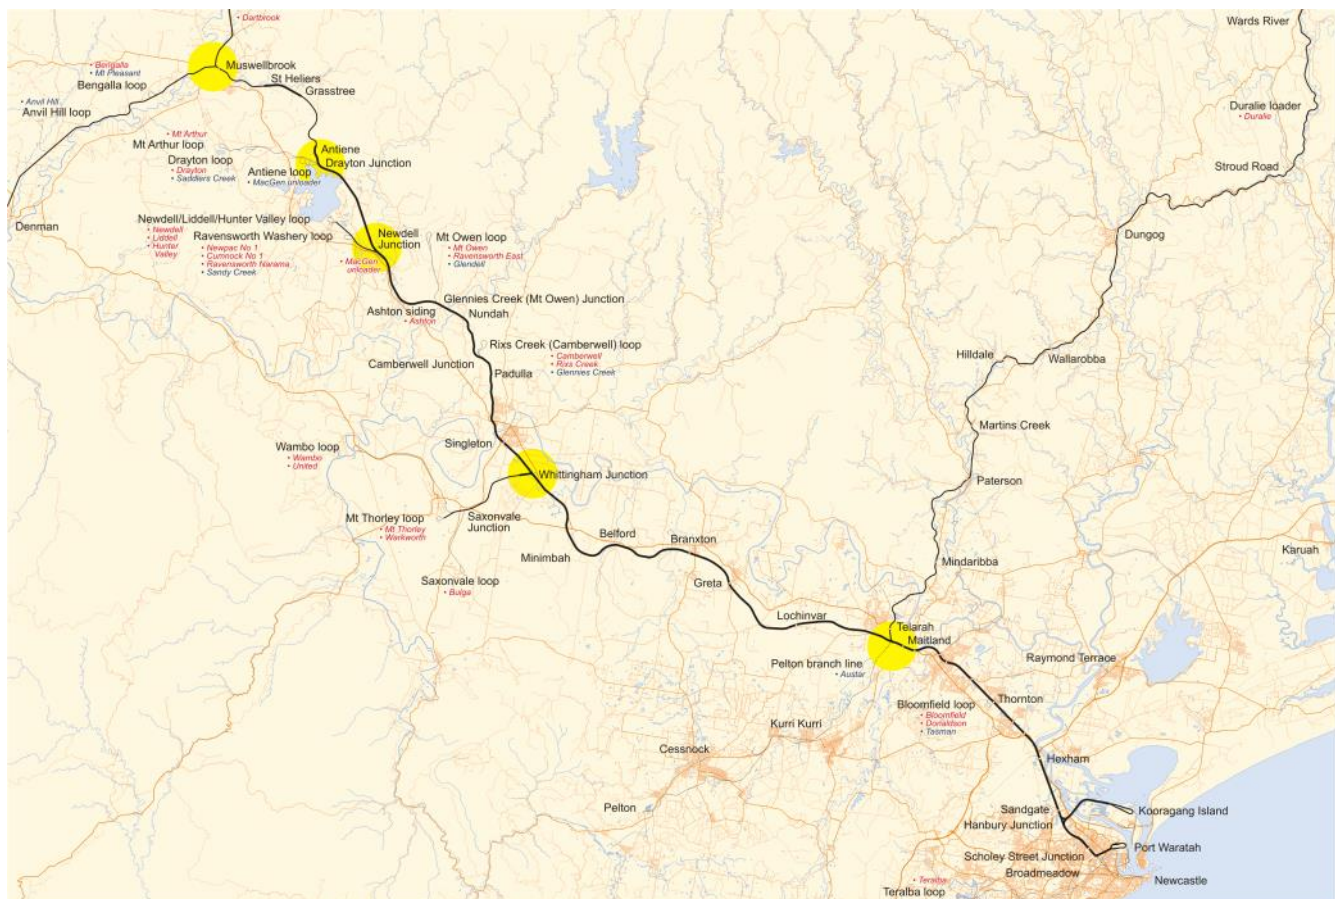 • Dartbrook
Wards River
• Bengalla
• Mt Pleasant
Bengalla loop
Muswellbrook
St Heliers
Grasstree
• Anvil Hill
Anvil Hill loop
Duralie loader
• Duralie
• Mt Arthur
Mt Arthur loop
Antiene
Drayton Junction
Drayton loop
• Drayton
• Saddlers Creek
Antiene loop
• MacGen unloader
Stroud Road
Denman
Newdell/Liddell/Hunter Valley loop
• Newdell
• Liddell
• Hunter
Valley
Ravensworth Washery loop
• Newpac No 1
• Cumnock No 1
• Ravensworth Narama
• Sandy Creek
Newdell
Junction
• MacGen
unloader
Mt Owen loop
• Mt Owen
• Ravensworth East
• Glendell
Dungog
Glennies Creek (Mt Owen) Junction
Ashton siding
• Ashton
Nundah
Rixs Creek (Camberwell) loop
• Camberwell
• Rixs Creek
• Glennies Creek
Camberwell Junction
Padulla
Hilldale
Wallarobba
Martins Creek
Singleton
Wambo loop
• Wambo
• United
Whittingham Junction
Paterson
Mt Thorley loop
• Mt Thorley
• Warkworth
Saxonvale
Junction
Belford
Branxton
Minimbah
Karuah
Mindaribba
Saxonvale loop
• Bulga
Greta
Lochinvar
Telarah
Maitland
Pelton branch line
• Austar
Raymond Terrace
Bloomfield loop
• Bloomfield
• Donaldson
• Tasman
Thornton
Kurri Kurri
Cessnock
Hexham
Pelton
Sandgate
Kooragang Island
Hanbury Junction
Port Waratah
Scholey Street Junction
Broadmeadow
• Teralba
Teralba loop
Newcastle